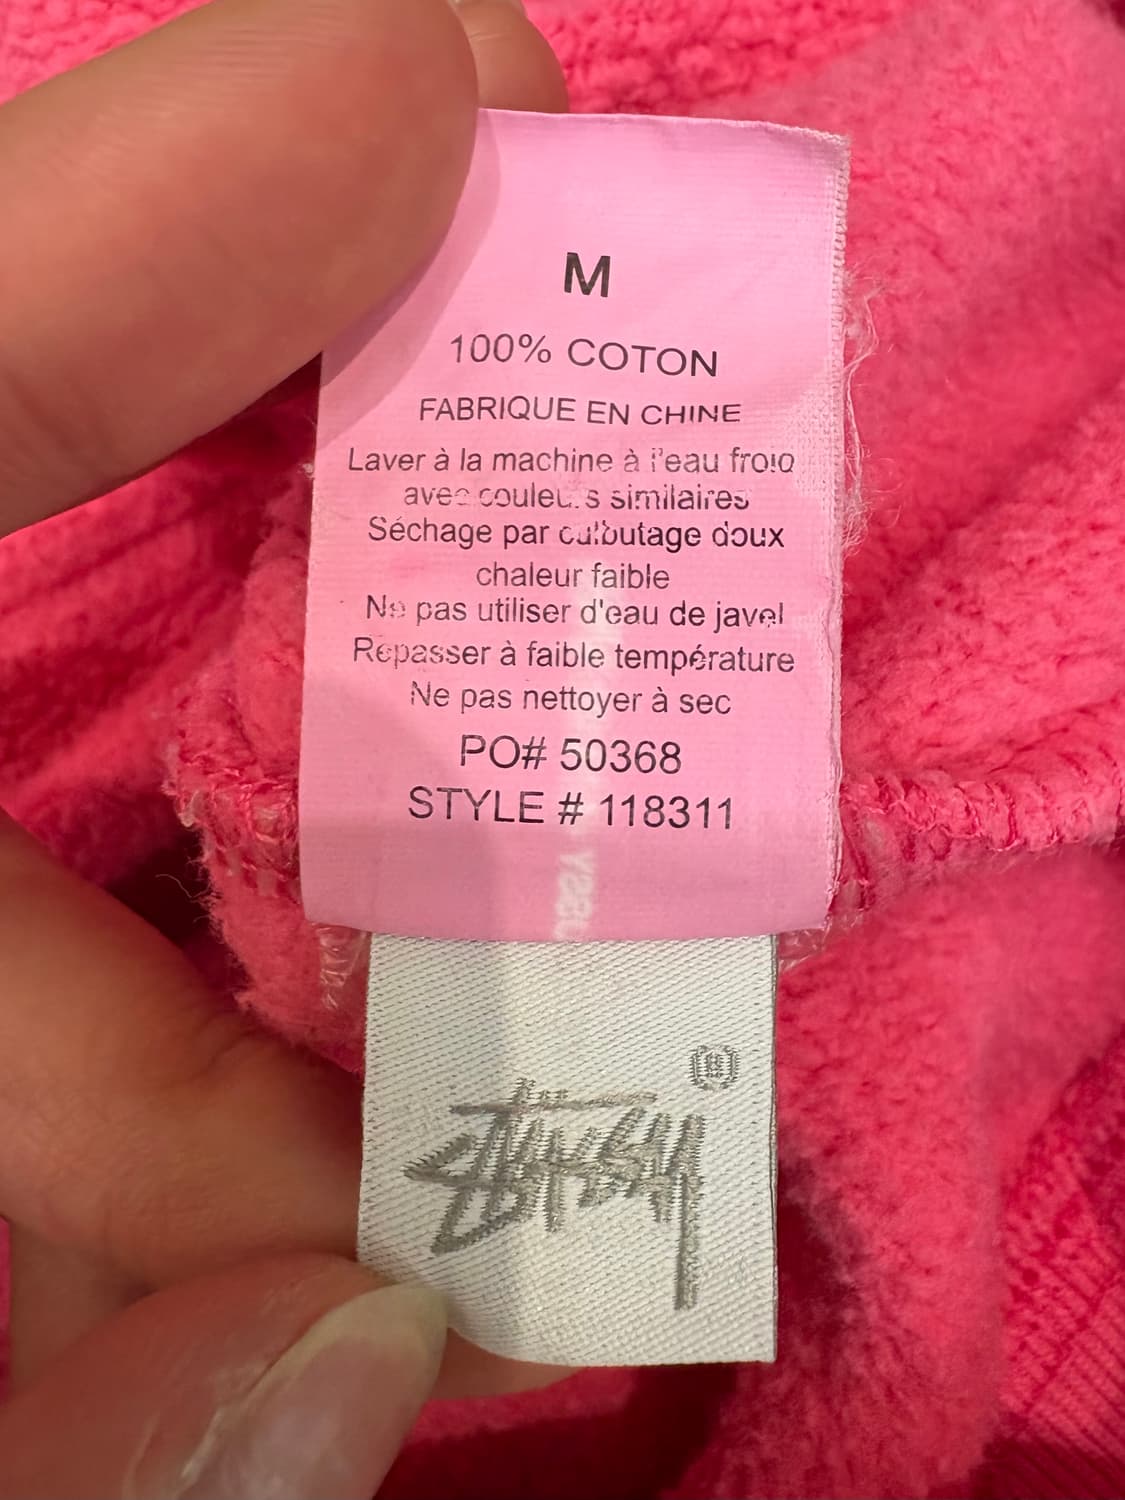 M
100% COTON
FABRIQUE EN CHINE
Laver à la machine à l'eau froid
avec couleurs similaires
Séchage par culbutage doux
chaleur faible
Ne pas utiliser d'eau de javel
Repasser à faible température
Ne pas nettoyer à sec
PO# 50368
STYLE # 118311
®
Stüssy